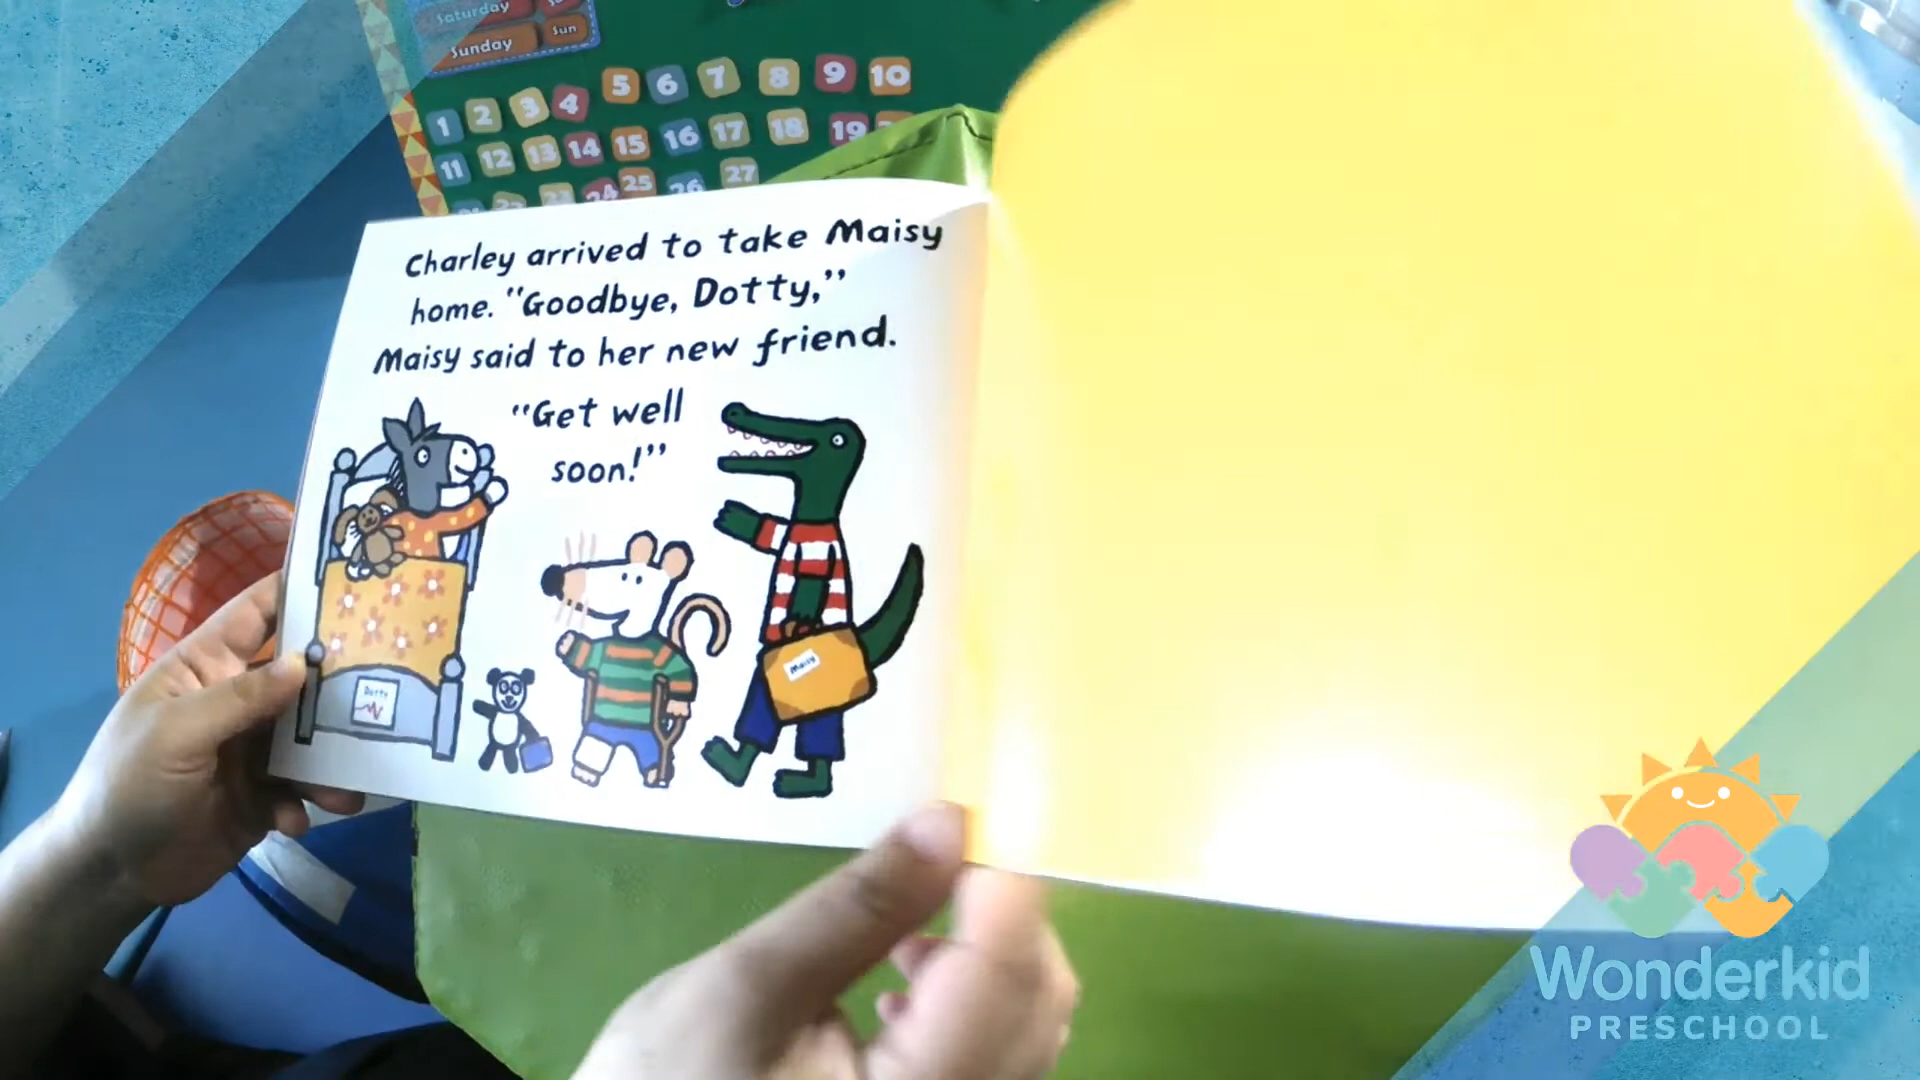 Saturday
Sunday Sun
1 2 3 4 5 6 7 8 9 10
11 12 13 14 15 16 17 18 19
24 25 26 27
Charley arrived to take Maisy
home. “Goodbye, Dotty,”
Maisy said to her new friend.
“Get well
soon!”
Maisy
Dotty
Wonderkid
PRESCHOOL